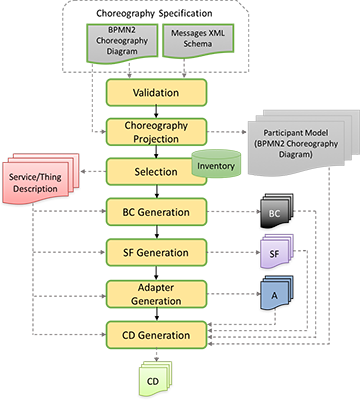 Choreography Specification
BPMN2
Choreography
Diagram
Messages XML
Schema
Validation
Choreography
Projection
Participant Model
(BPMN2 Choreography
Diagram)
Selection
Inventory
Service/Thing
Description
BC Generation
BC
SF Generation
SF
Adapter
Generation
A
CD Generation
CD